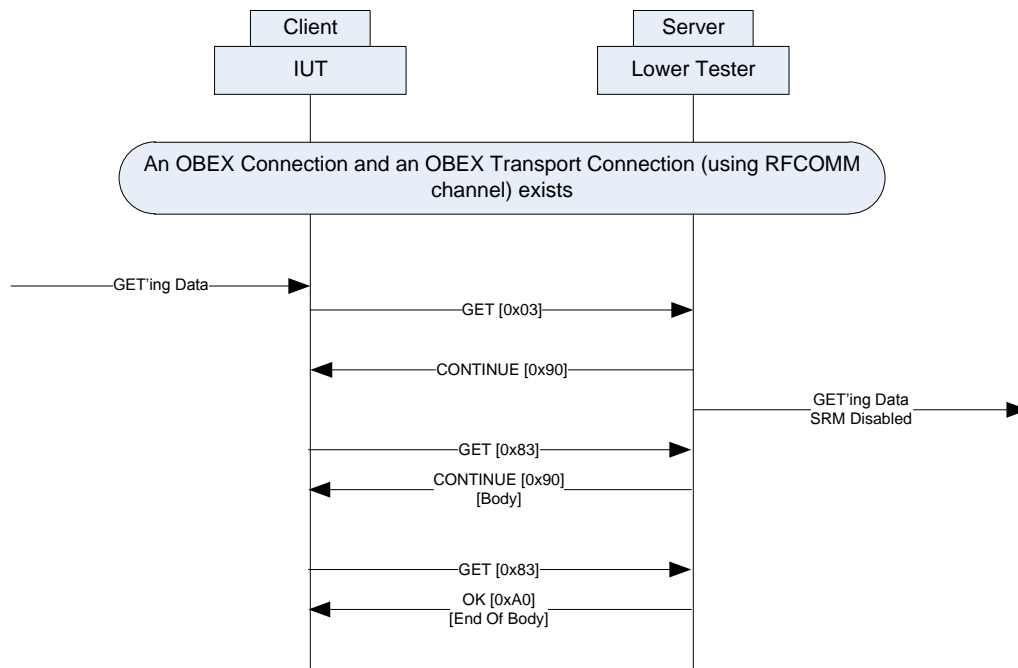 Client
Server
IUT
Lower Tester
An OBEX Connection and an OBEX Transport Connection (using RFCOMM
channel) exists
GET'ing Data
GET [0x03]
CONTINUE [0x90]
GET'ing Data
SRM Disabled
GET [0x83]
CONTINUE [0x90]
[Body]
GET [0x83]
OK [0xA0]
[End Of Body]